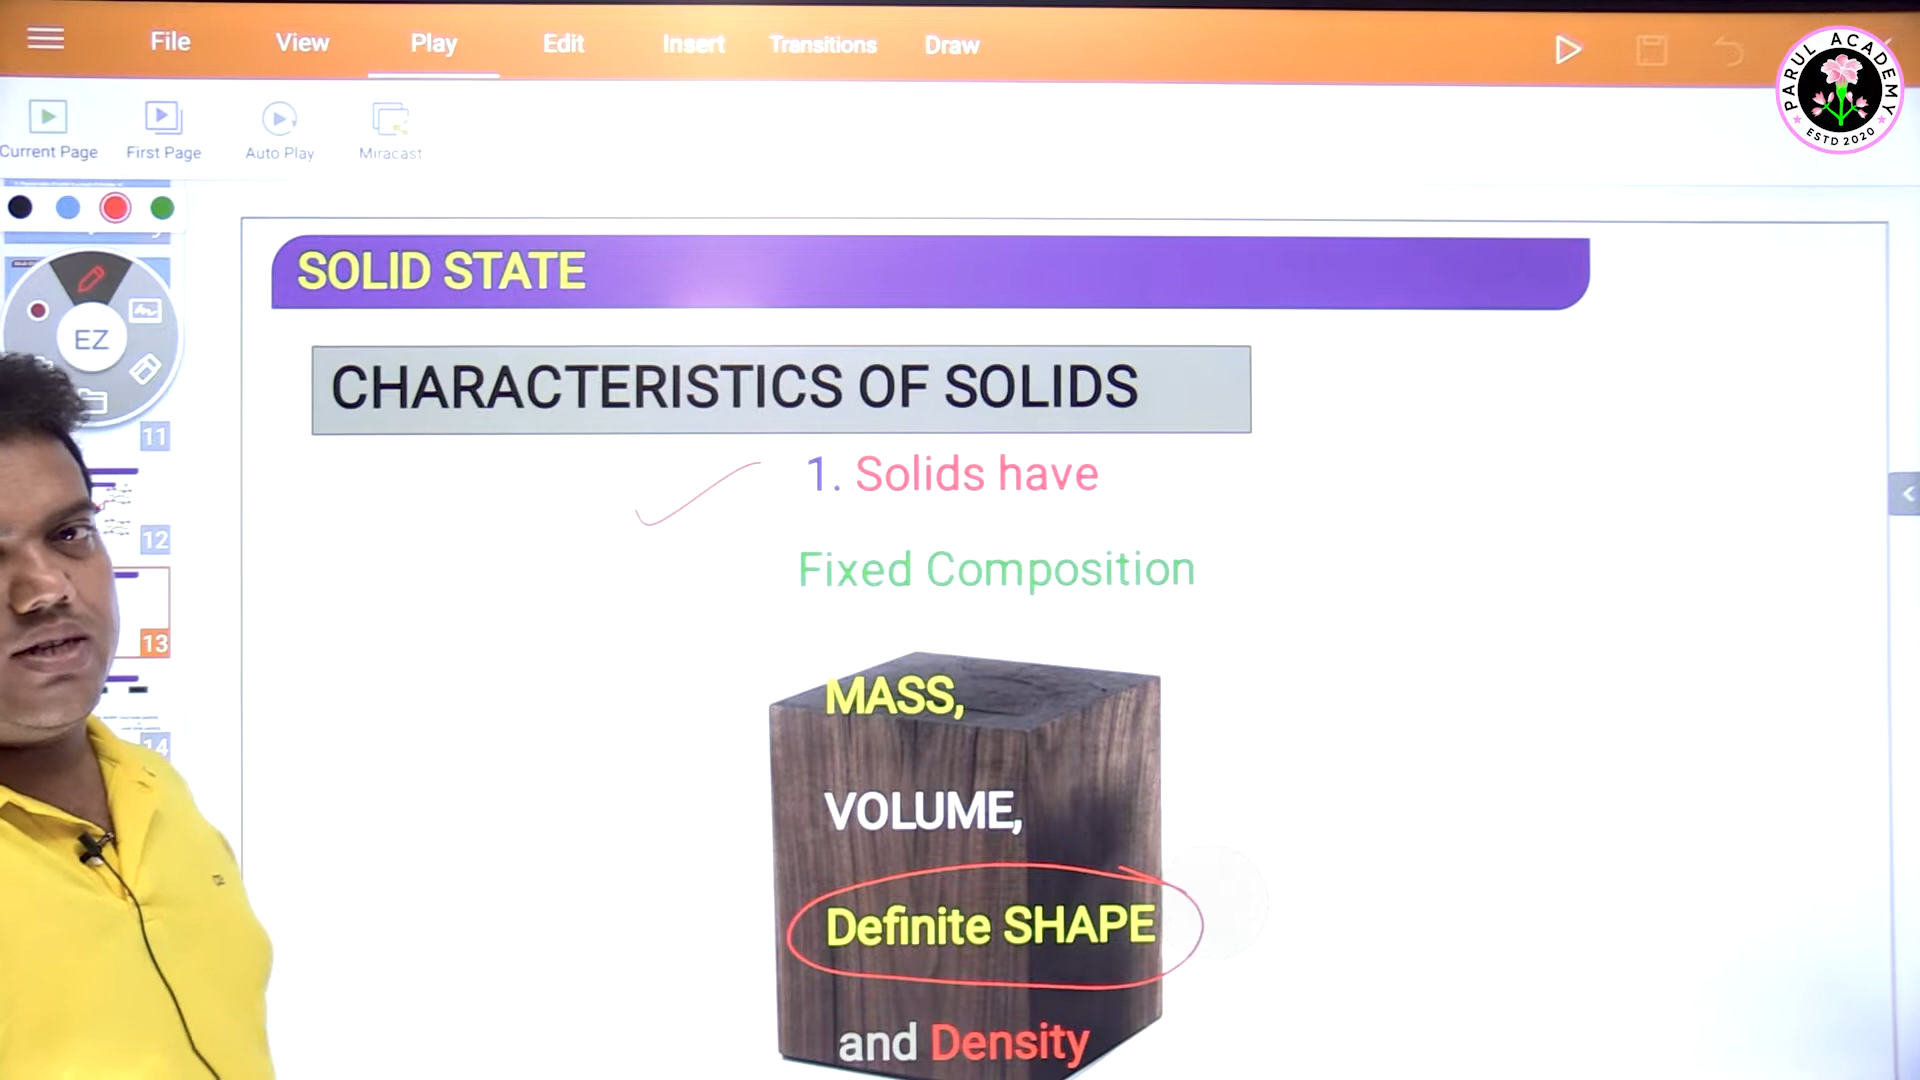 File View Play Edit Insert Transitions Draw
PARUL ACADEMY
ESTD 2020
Current Page First Page Auto Play Miracast
SOLID STATE
EZ
CHARACTERISTICS OF SOLIDS
11
1. Solids have
12
Fixed Composition
13
MASS,
14
VOLUME,
Definite SHAPE
and Density